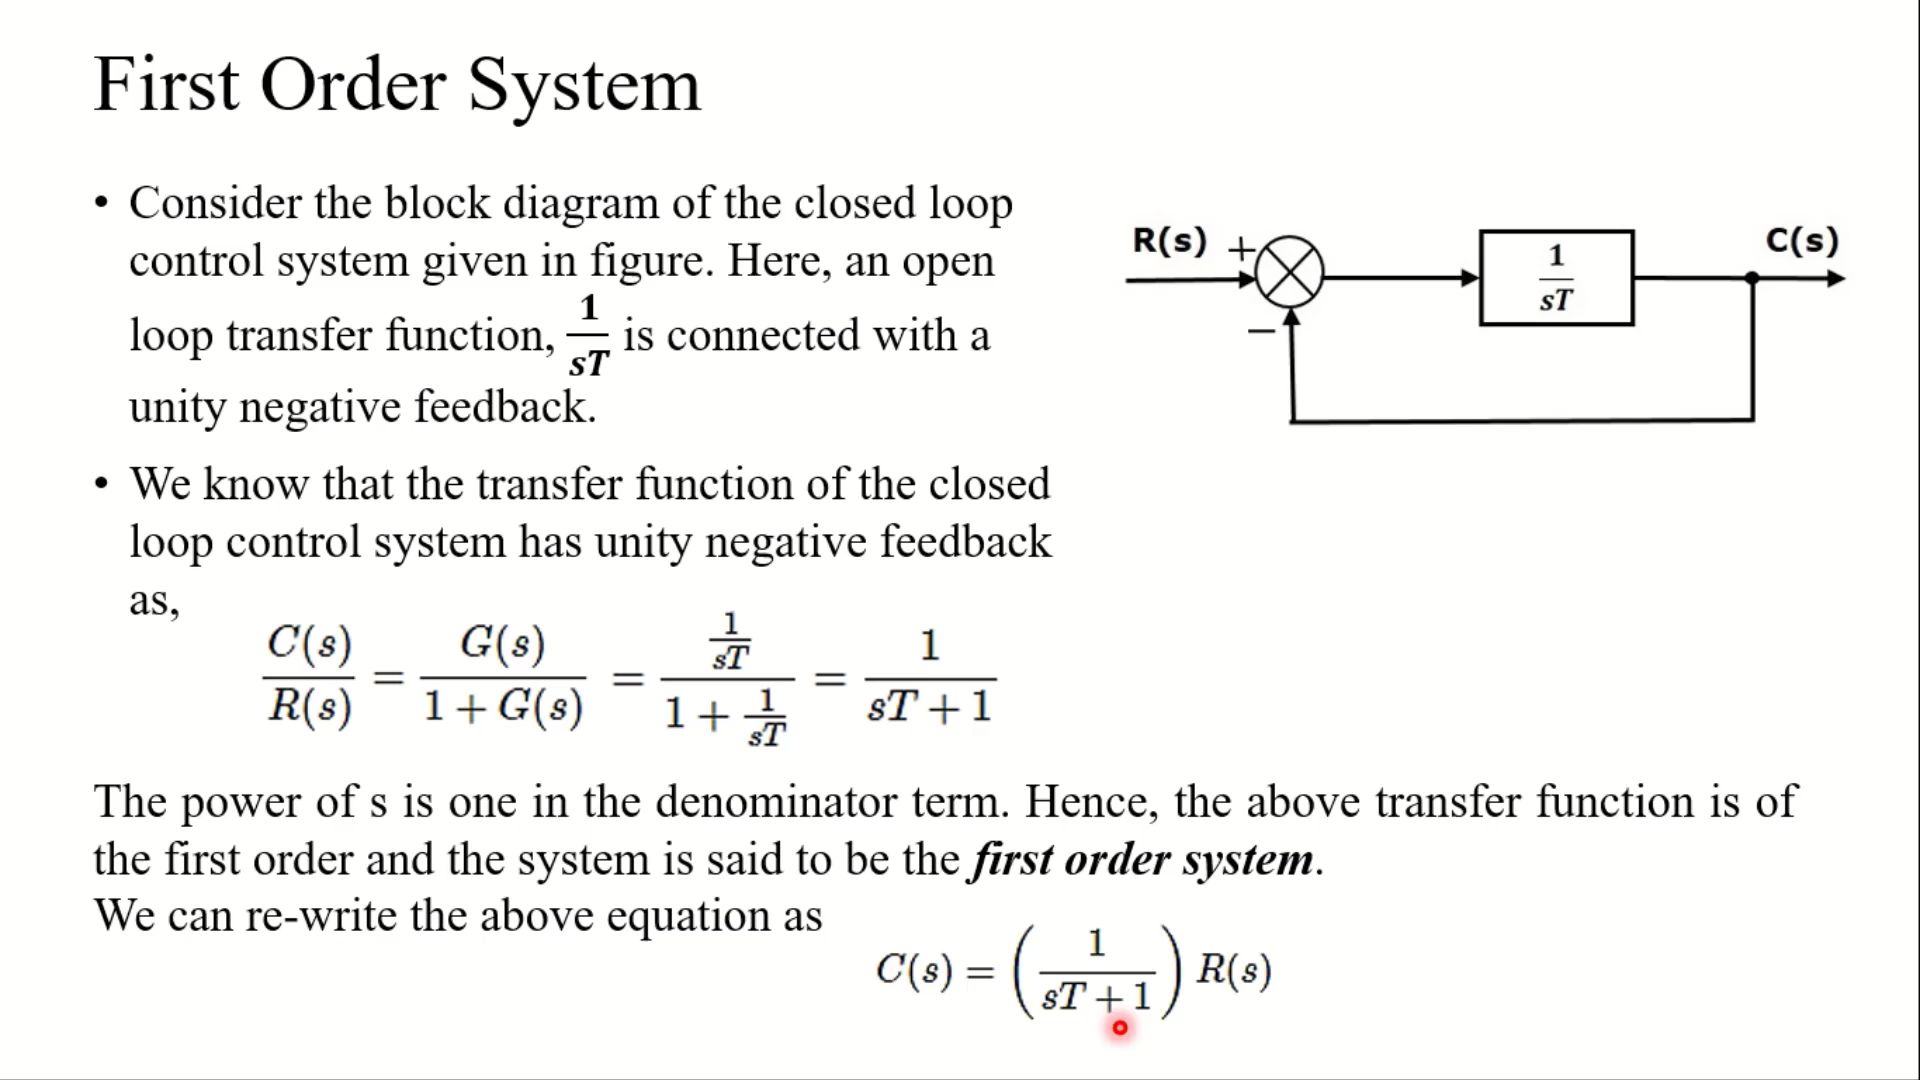 First Order System
• Consider the block diagram of the closed loop
control system given in figure. Here, an open
loop transfer function, 1/sT is connected with a
unity negative feedback.
R(s) + 1/sT C(s)
−
• We know that the transfer function of the closed
loop control system has unity negative feedback
as,
C(s)/R(s) = G(s)/(1 + G(s)) = (1/sT)/(1 + 1/sT) = 1/(sT + 1)
The power of s is one in the denominator term. Hence, the above transfer function is of
the first order and the system is said to be the first order system.
We can re-write the above equation as
C(s) = (1/(sT + 1)) R(s)